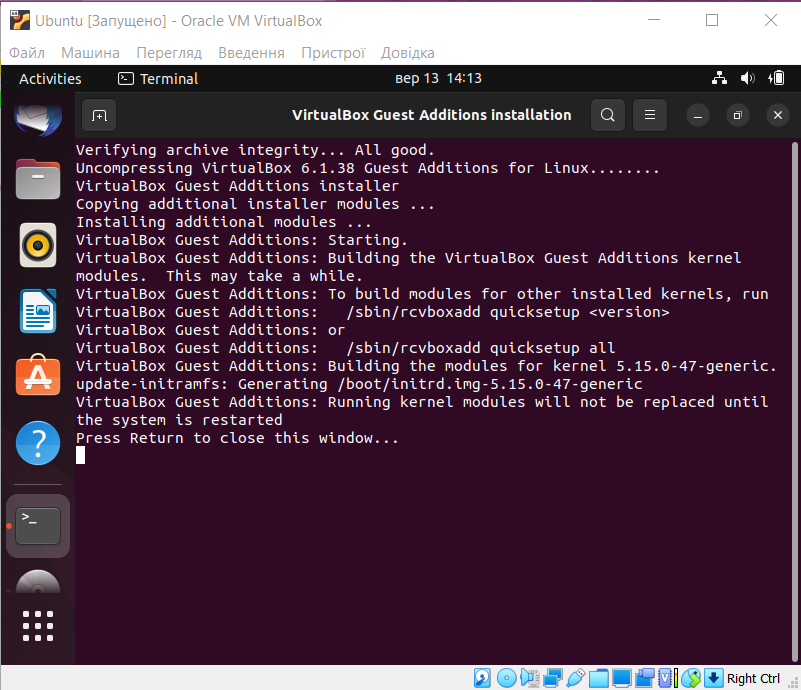 Ubuntu [Запущено] - Oracle VM VirtualBox
Файл Машина Перегляд Введення Пристрої Довідка
Activities Terminal вер 13 14:13
VirtualBox Guest Additions installation
Verifying archive integrity... All good.
Uncompressing VirtualBox 6.1.38 Guest Additions for Linux........
VirtualBox Guest Additions installer
Copying additional installer modules ...
Installing additional modules ...
VirtualBox Guest Additions: Starting.
VirtualBox Guest Additions: Building the VirtualBox Guest Additions kernel
modules.  This may take a while.
VirtualBox Guest Additions: To build modules for other installed kernels, run
VirtualBox Guest Additions:   /sbin/rcvboxadd quicksetup <version>
VirtualBox Guest Additions: or
VirtualBox Guest Additions:   /sbin/rcvboxadd quicksetup all
VirtualBox Guest Additions: Building the modules for kernel 5.15.0-47-generic.
update-initramfs: Generating /boot/initrd.img-5.15.0-47-generic
VirtualBox Guest Additions: Running kernel modules will not be replaced until
the system is restarted
Press Return to close this window...
Right Ctrl